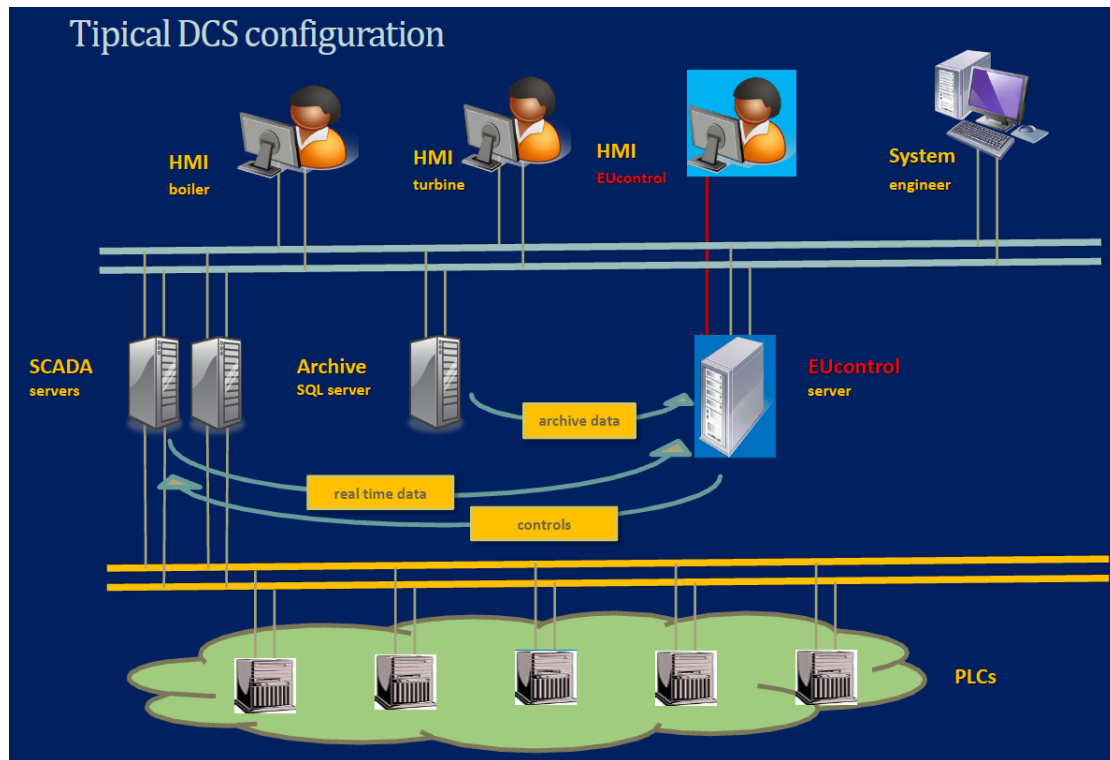 Tipical DCS configuration
HMI
boiler
HMI
turbine
HMI
EUcontrol
System
engineer
SCADA
servers
Archive
SQL server
EUcontrol
server
archive data
real time data
controls
PLCs